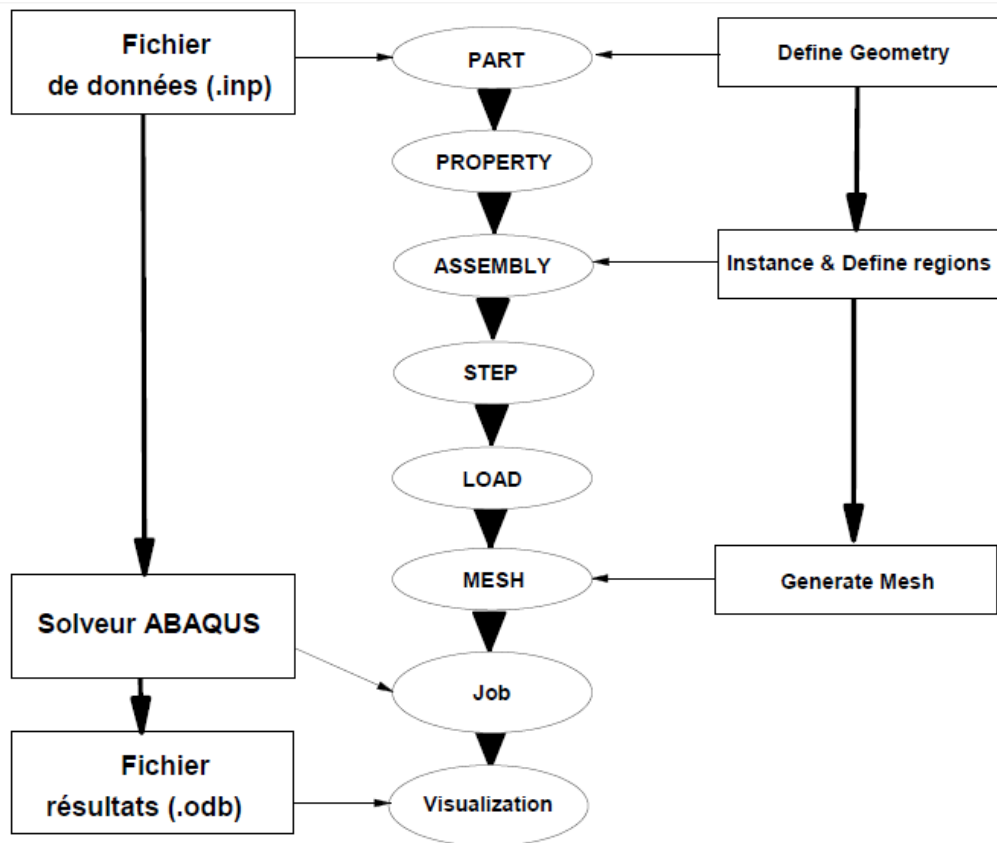 Fichier
de données (.inp)
PART
Define Geometry
PROPERTY
ASSEMBLY
Instance & Define regions
STEP
LOAD
MESH
Generate Mesh
Solveur ABAQUS
Job
Fichier
résultats (.odb)
Visualization